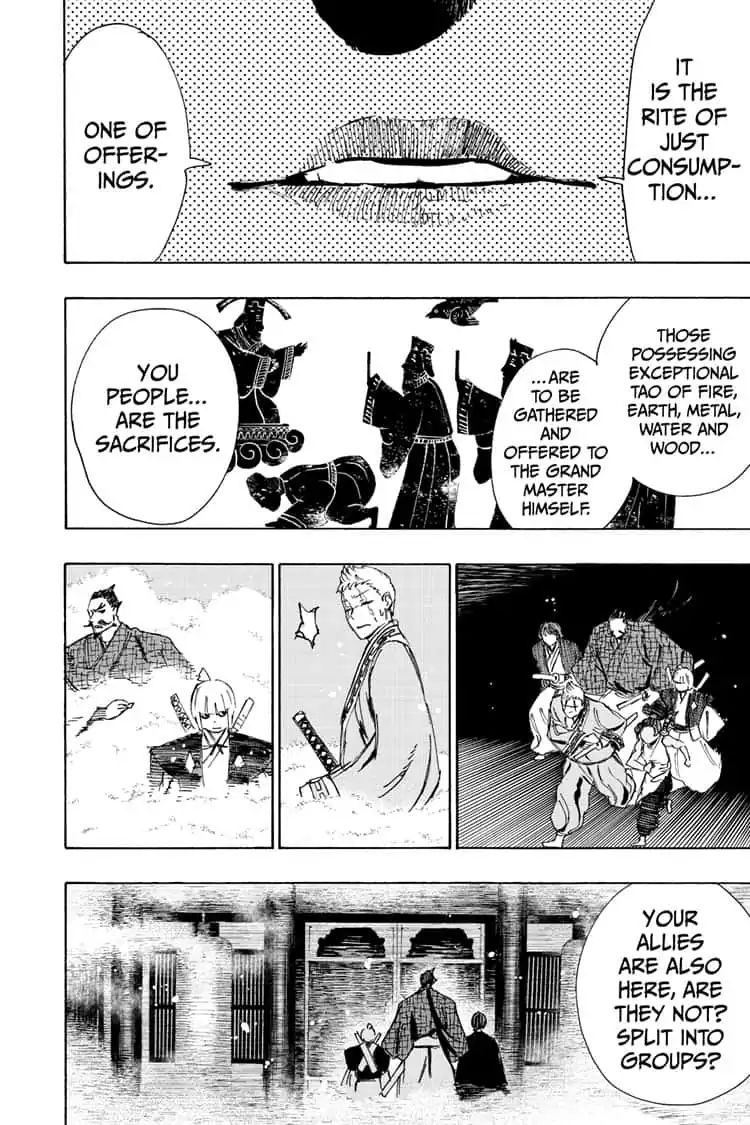 IT
IS THE
RITE OF
JUST
CONSUMP-
TION...
ONE OF
OFFER-
INGS.
THOSE
POSSESSING
EXCEPTIONAL
TAO OF FIRE,
EARTH, METAL,
WATER AND
WOOD...
...ARE
TO BE
GATHERED
AND
OFFERED TO
THE GRAND
MASTER
HIMSELF.
YOU
PEOPLE...
ARE THE
SACRIFICES.
YOUR
ALLIES
ARE ALSO
HERE, ARE
THEY NOT?
SPLIT INTO
GROUPS?